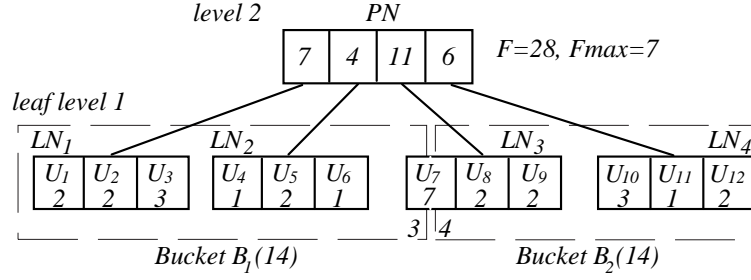 level 2 PN
7 4 11 6 F=28, Fmax=7
leaf level 1
LN1 LN2 LN3 LN4
U1 U2 U3 U4 U5 U6 U7 U8 U9 U10 U11 U12
2 2 3 1 2 1 7 2 2 3 1 2
3 4
Bucket B1(14) Bucket B2(14)